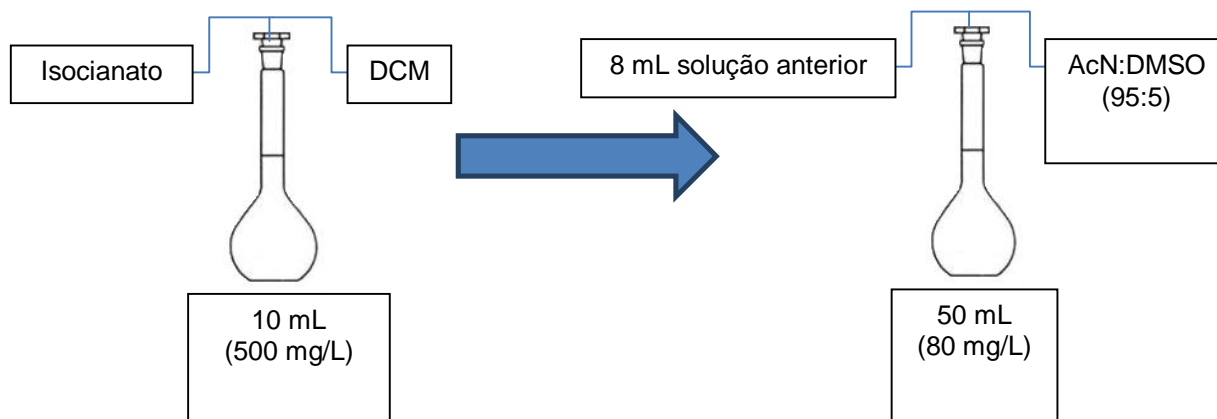 Isocianato
DCM
10 mL
(500 mg/L)
8 mL solução anterior
AcN:DMSO
(95:5)
50 mL
(80 mg/L)